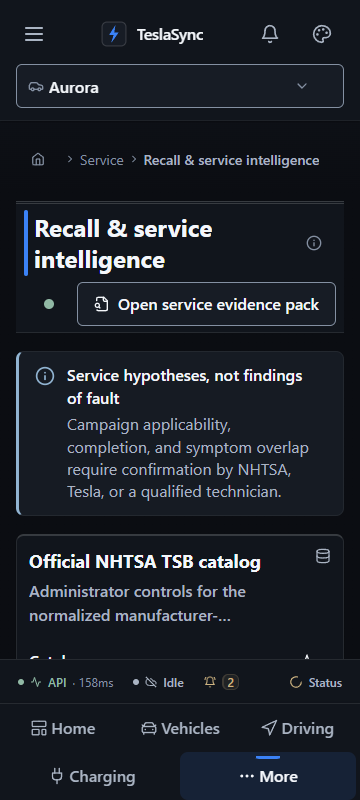 TeslaSync
Aurora
Service
Recall & service intelligence
Recall & service
intelligence
Open service evidence pack
Service hypotheses, not findings
of fault
Campaign applicability,
completion, and symptom overlap
require confirmation by NHTSA,
Tesla, or a qualified technician.
Official NHTSA TSB catalog
Administrator controls for the
normalized manufacturer-...
API · 158ms
Idle
2
Status
Home
Vehicles
Driving
Charging
More